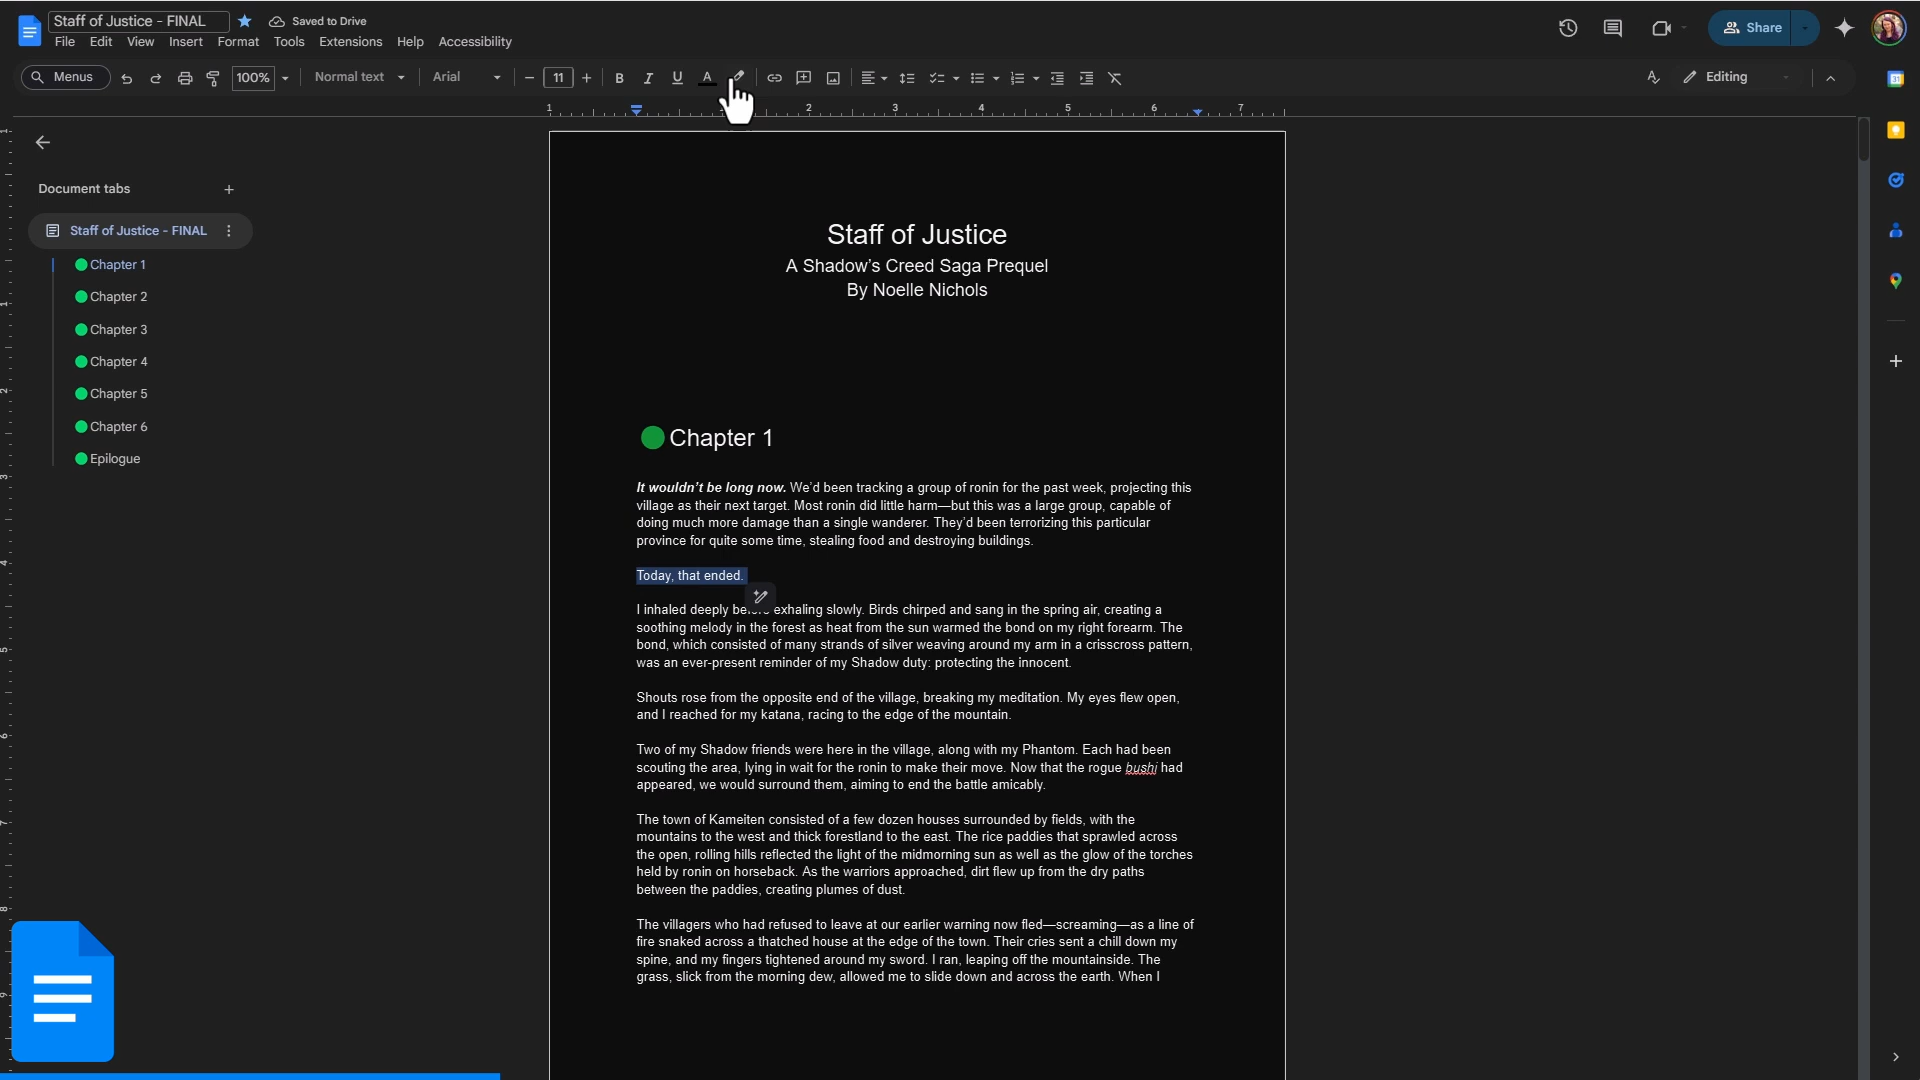 Staff of Justice - FINAL
Saved to Drive
File Edit View Insert Format Tools Extensions Help Accessibility
Share
Menus
100%
Normal text
Arial
11
Editing
1 2 3 4 5 6 7
Document tabs
Staff of Justice - FINAL
Chapter 1
Chapter 2
Chapter 3
Chapter 4
Chapter 5
Chapter 6
Epilogue
Staff of Justice
A Shadow's Creed Saga Prequel
By Noelle Nichols
Chapter 1
It wouldn't be long now. We'd been tracking a group of ronin for the past week, projecting this
village as their next target. Most ronin did little harm—but this was a large group, capable of
doing much more damage than a single wanderer. They'd been terrorizing this particular
province for quite some time, stealing food and destroying buildings.
Today, that ended.
I inhaled deeply exhaling slowly. Birds chirped and sang in the spring air, creating a
soothing melody in the forest as heat from the sun warmed the bond on my right forearm. The
bond, which consisted of many strands of silver weaving around my arm in a crisscross pattern,
was an ever-present reminder of my Shadow duty: protecting the innocent.
Shouts rose from the opposite end of the village, breaking my meditation. My eyes flew open,
and I reached for my katana, racing to the edge of the mountain.
Two of my Shadow friends were here in the village, along with my Phantom. Each had been
scouting the area, lying in wait for the ronin to make their move. Now that the rogue bushi had
appeared, we would surround them, aiming to end the battle amicably.
The town of Kameiten consisted of a few dozen houses surrounded by fields, with the
mountains to the west and thick forestland to the east. The rice paddies that sprawled across
the open, rolling hills reflected the light of the midmorning sun as well as the glow of the torches
held by ronin on horseback. As the warriors approached, dirt flew up from the dry paths
between the paddies, creating plumes of dust.
The villagers who had refused to leave at our earlier warning now fled—screaming—as a line of
fire snaked across a thatched house at the edge of the town. Their cries sent a chill down my
spine, and my fingers tightened around my sword. I ran, leaping off the mountainside. The
grass, slick from the morning dew, allowed me to slide down and across the earth. When I